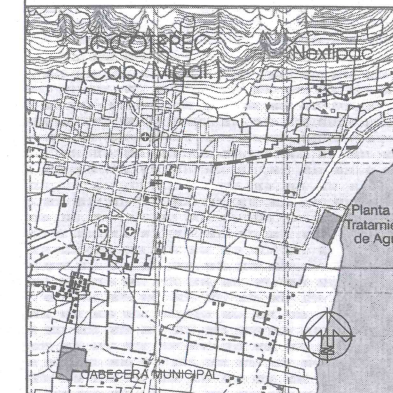 JOCOTEPEC
(Cab. Mpal.)
Nextipac
Planta
Tratamie
de Agu
CABECERA MUNICIPAL